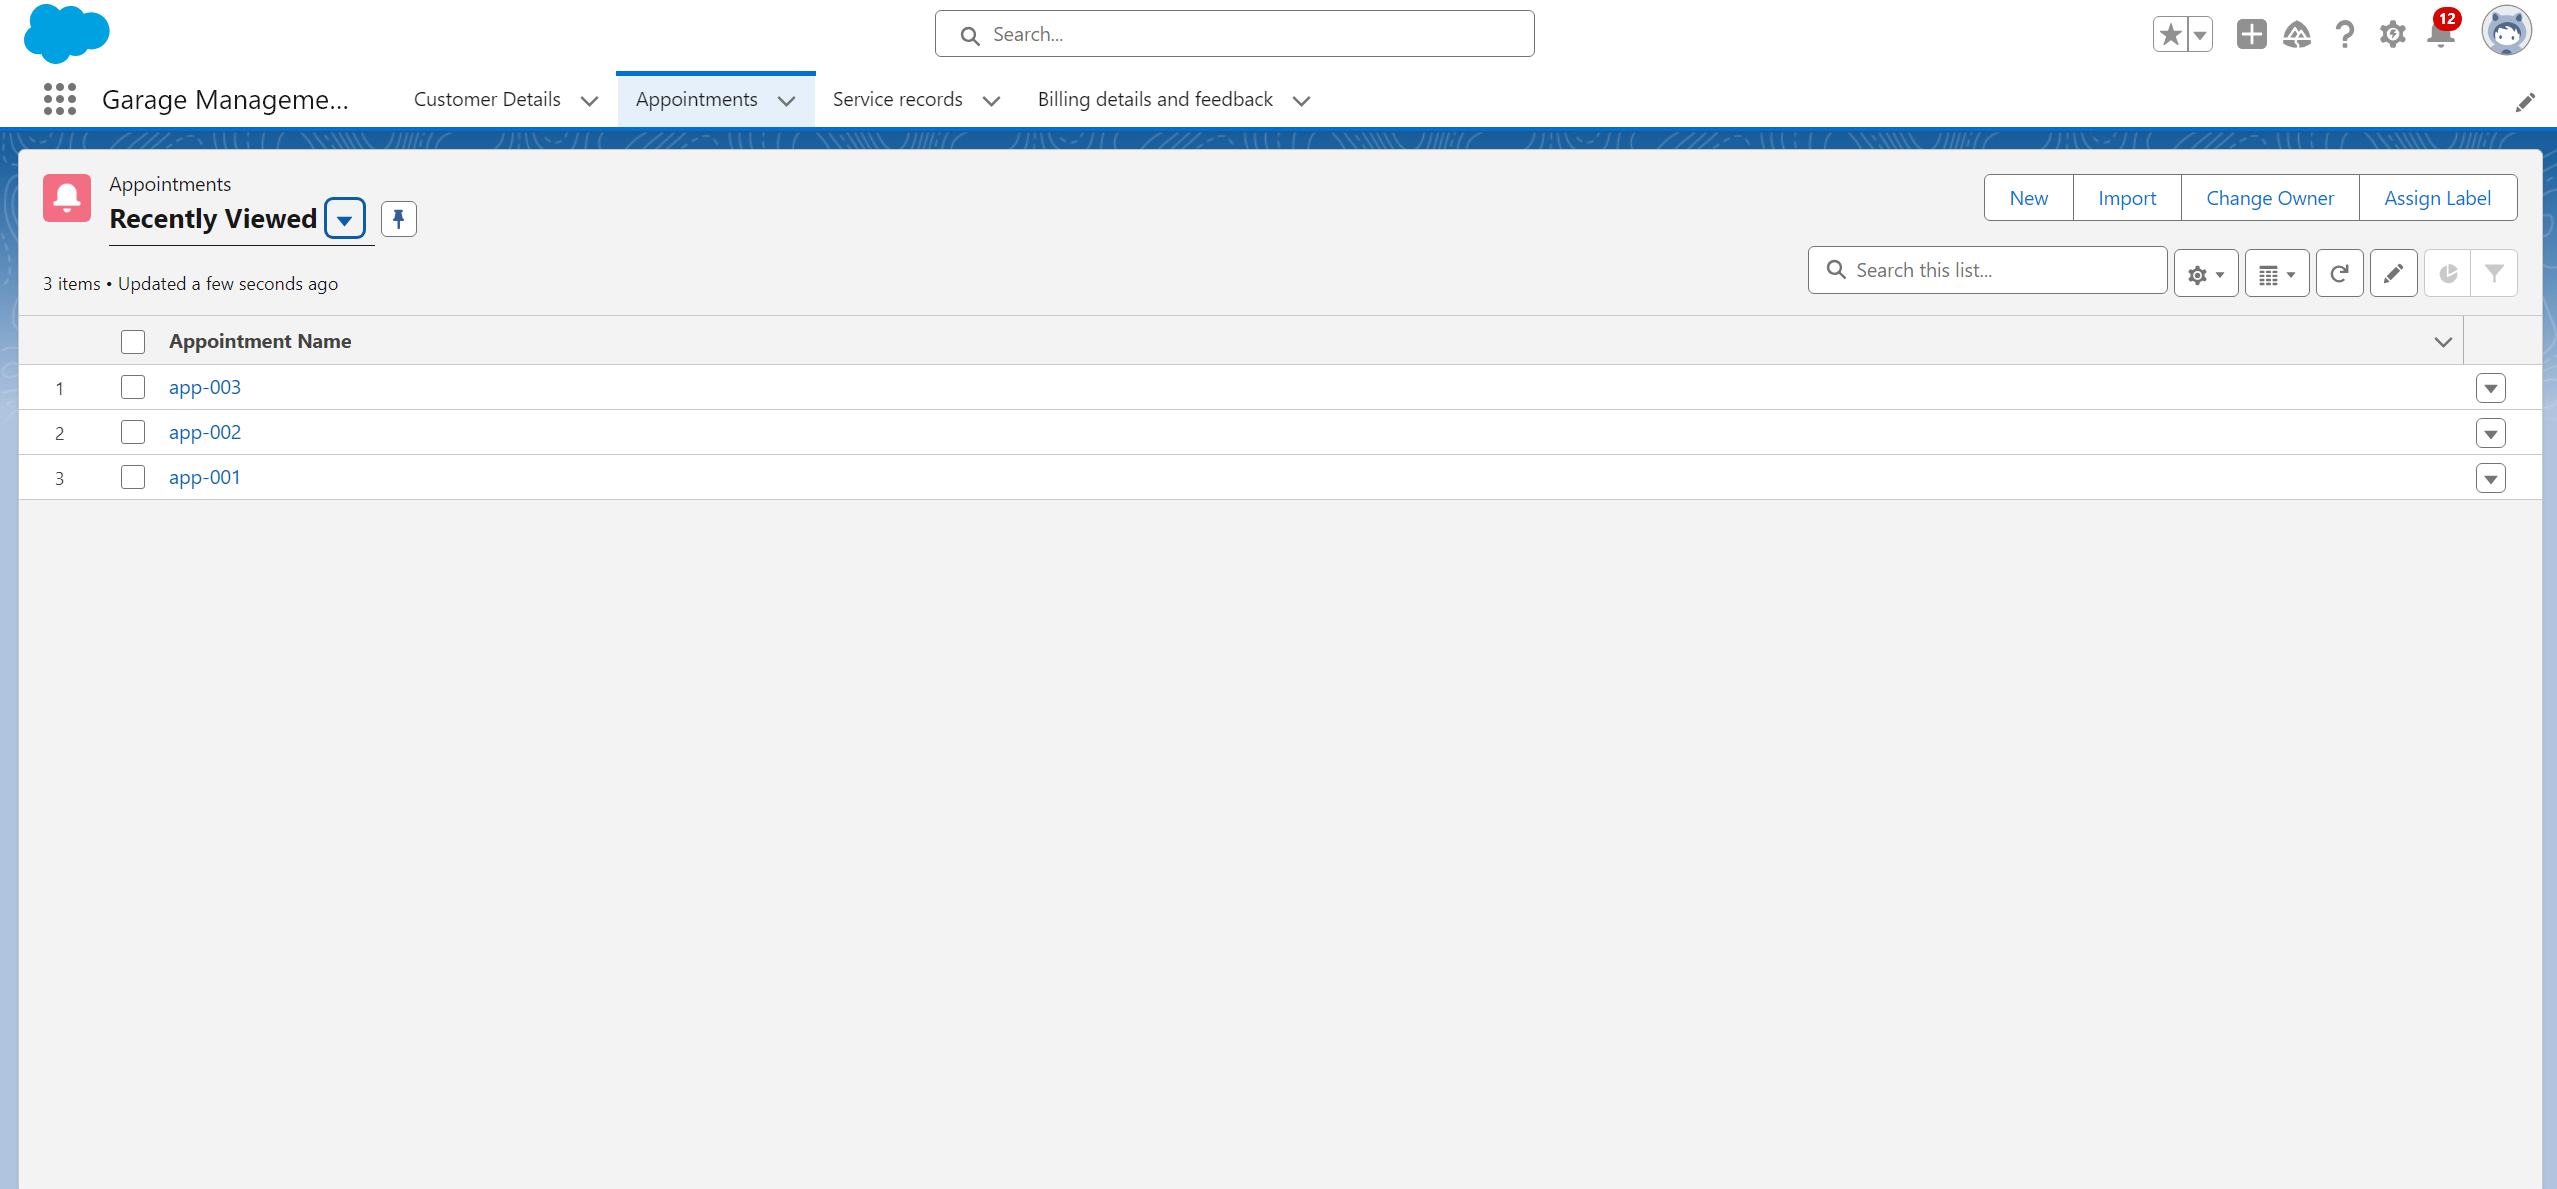 Search...
12
Garage Manageme...
Customer Details
Appointments
Service records
Billing details and feedback
Appointments
Recently Viewed
New
Import
Change Owner
Assign Label
3 items • Updated a few seconds ago
Search this list...
Appointment Name
1 app-003
2 app-002
3 app-001